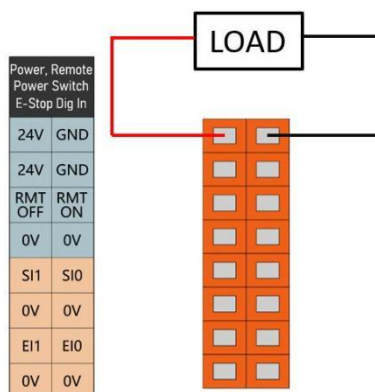 LOAD
Power, Remote
Power Switch
E-Stop Dig In
24V GND
24V GND
RMT OFF RMT ON
0V 0V
SI1 SI0
0V 0V
EI1 EI0
0V 0V